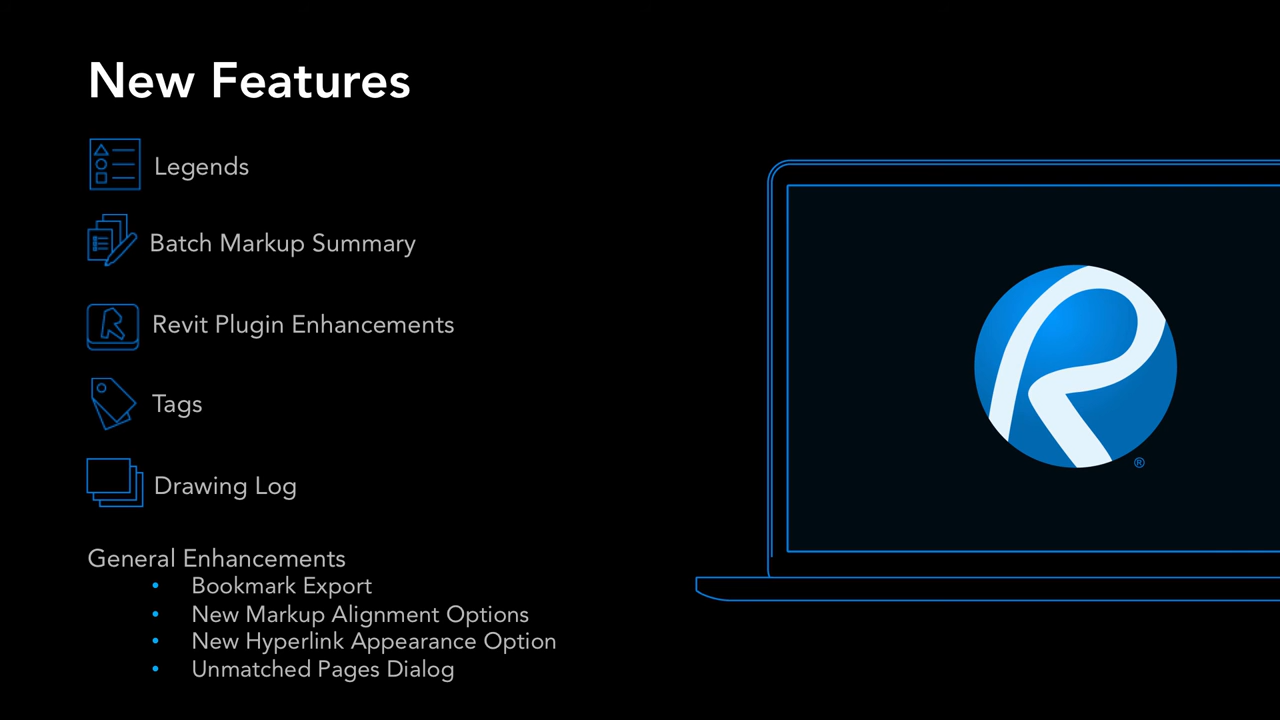 New Features
Legends
Batch Markup Summary
Revit Plugin Enhancements
Tags
Drawing Log
General Enhancements
• Bookmark Export
• New Markup Alignment Options
• New Hyperlink Appearance Option
• Unmatched Pages Dialog
®